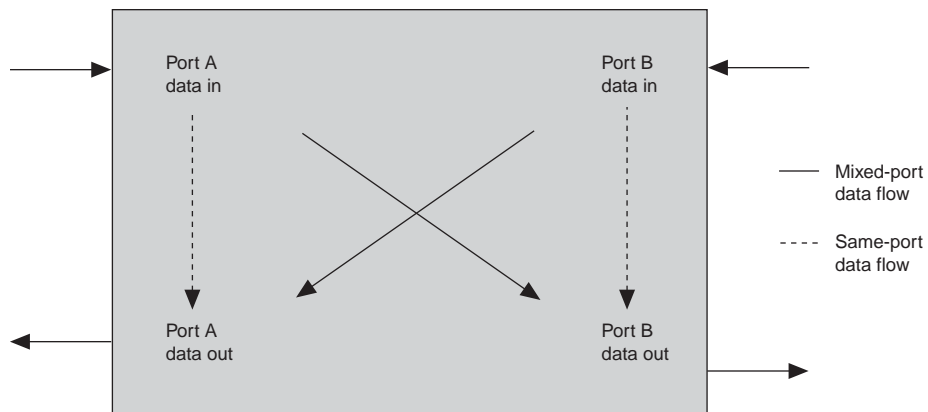 Port A
data in
Port B
data in
Mixed-port
data flow
Same-port
data flow
Port A
data out
Port B
data out